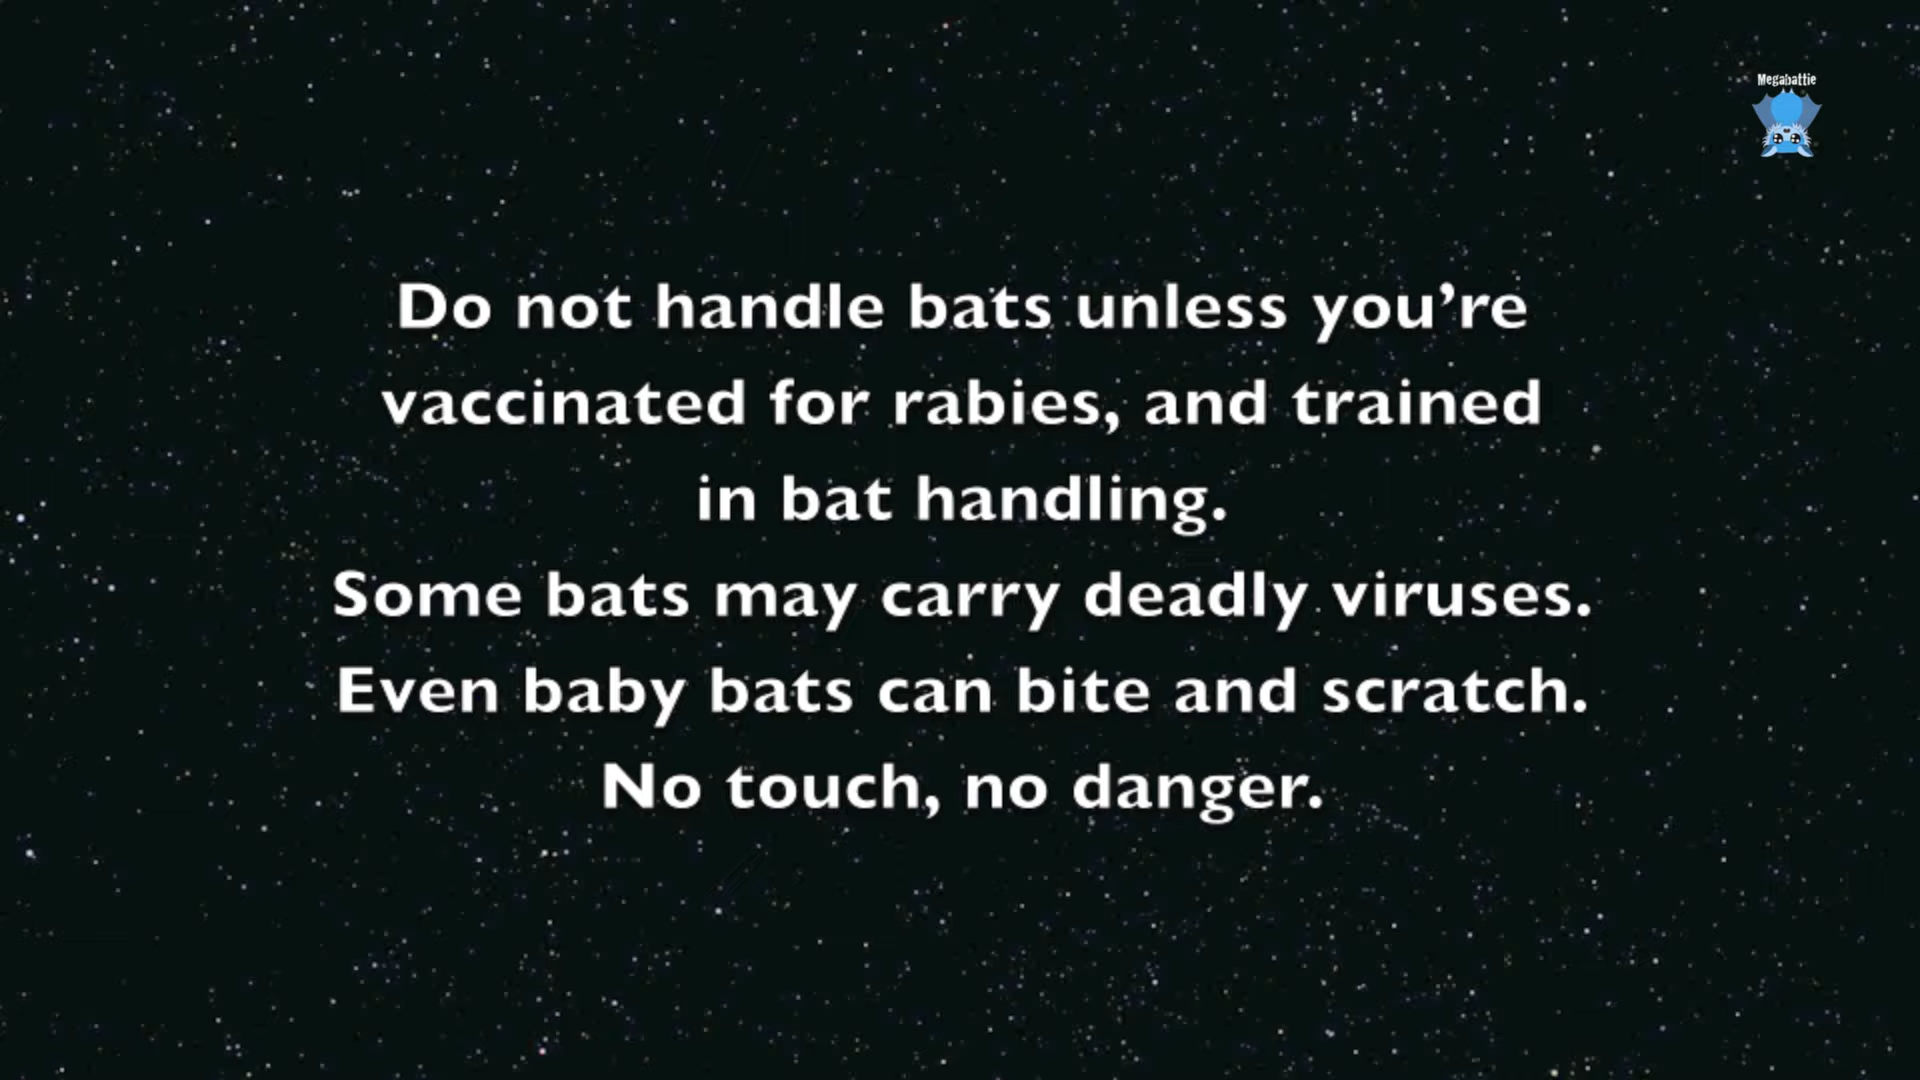 Megabattie
Do not handle bats unless you’re
vaccinated for rabies, and trained
in bat handling.
Some bats may carry deadly viruses.
Even baby bats can bite and scratch.
No touch, no danger.